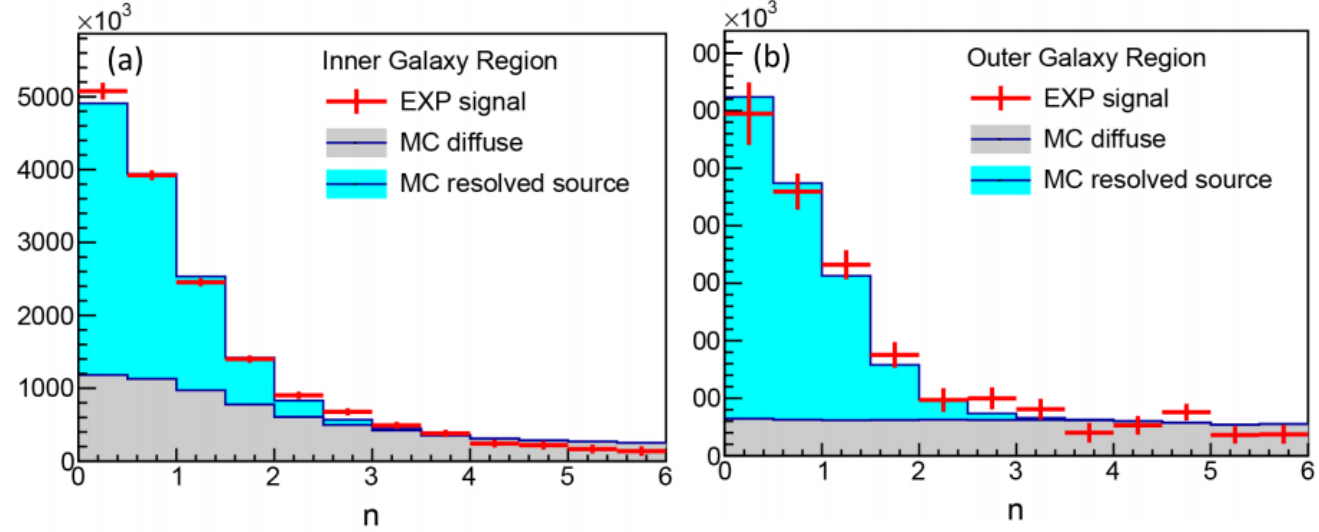 ×10³
(a)
Inner Galaxy Region
EXP signal
MC diffuse
MC resolved source
5000
4000
3000
2000
1000
0
0 1 2 3 4 5 6
n
×10³
(b)
Outer Galaxy Region
EXP signal
MC diffuse
MC resolved source
00
00
00
00
00
00
00
0
0 1 2 3 4 5 6
n